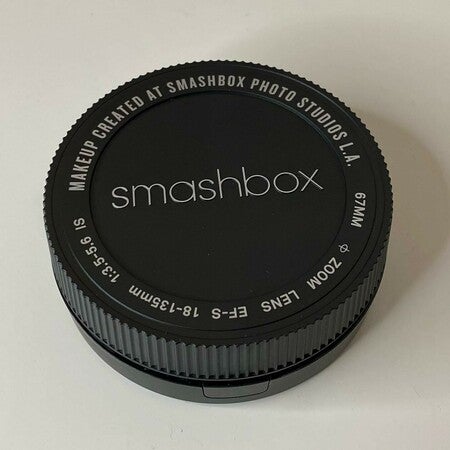 MAKEUP CREATED AT SMASHBOX PHOTO STUDIOS L.A.
smashbox
67MM ⌀ ZOOM LENS EF-S 18-135mm 1:3.5-5.6 IS